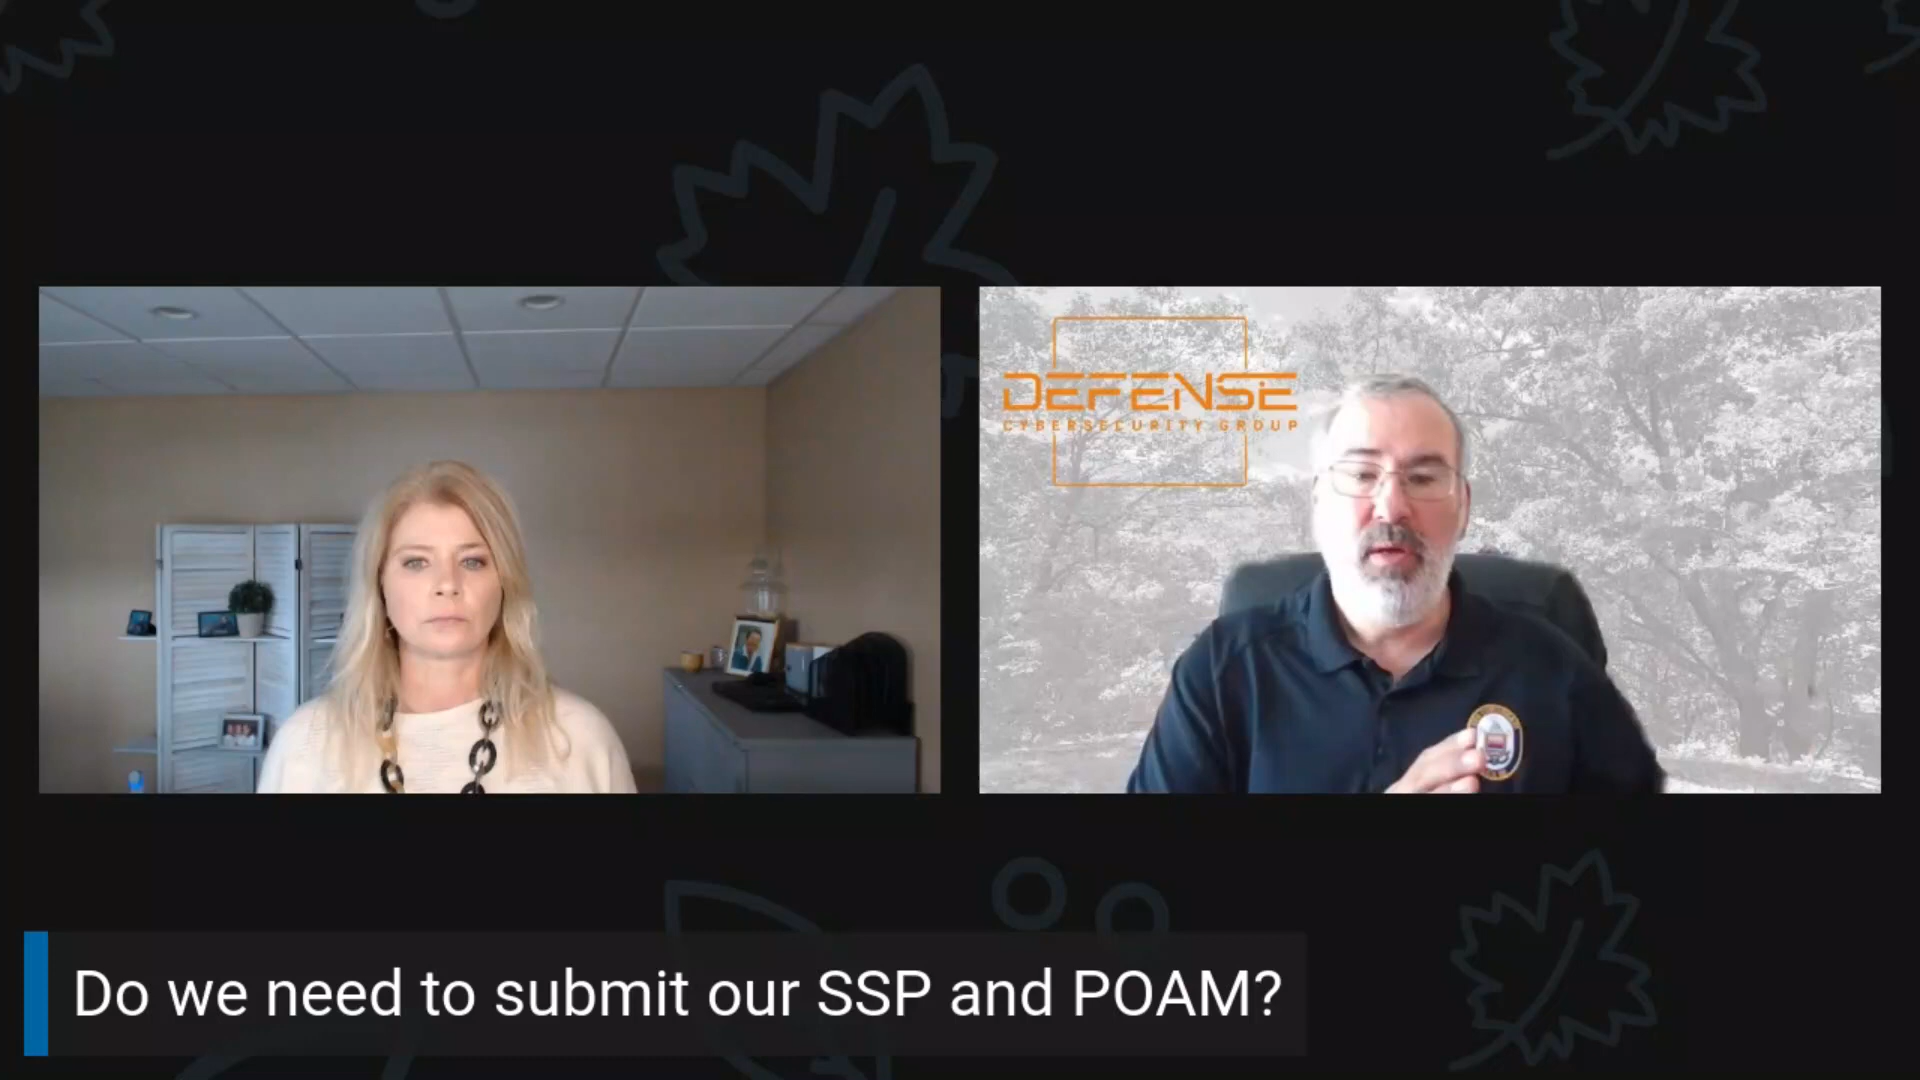 DEFENSE
CYBERSECURITY GROUP
Do we need to submit our SSP and POAM?